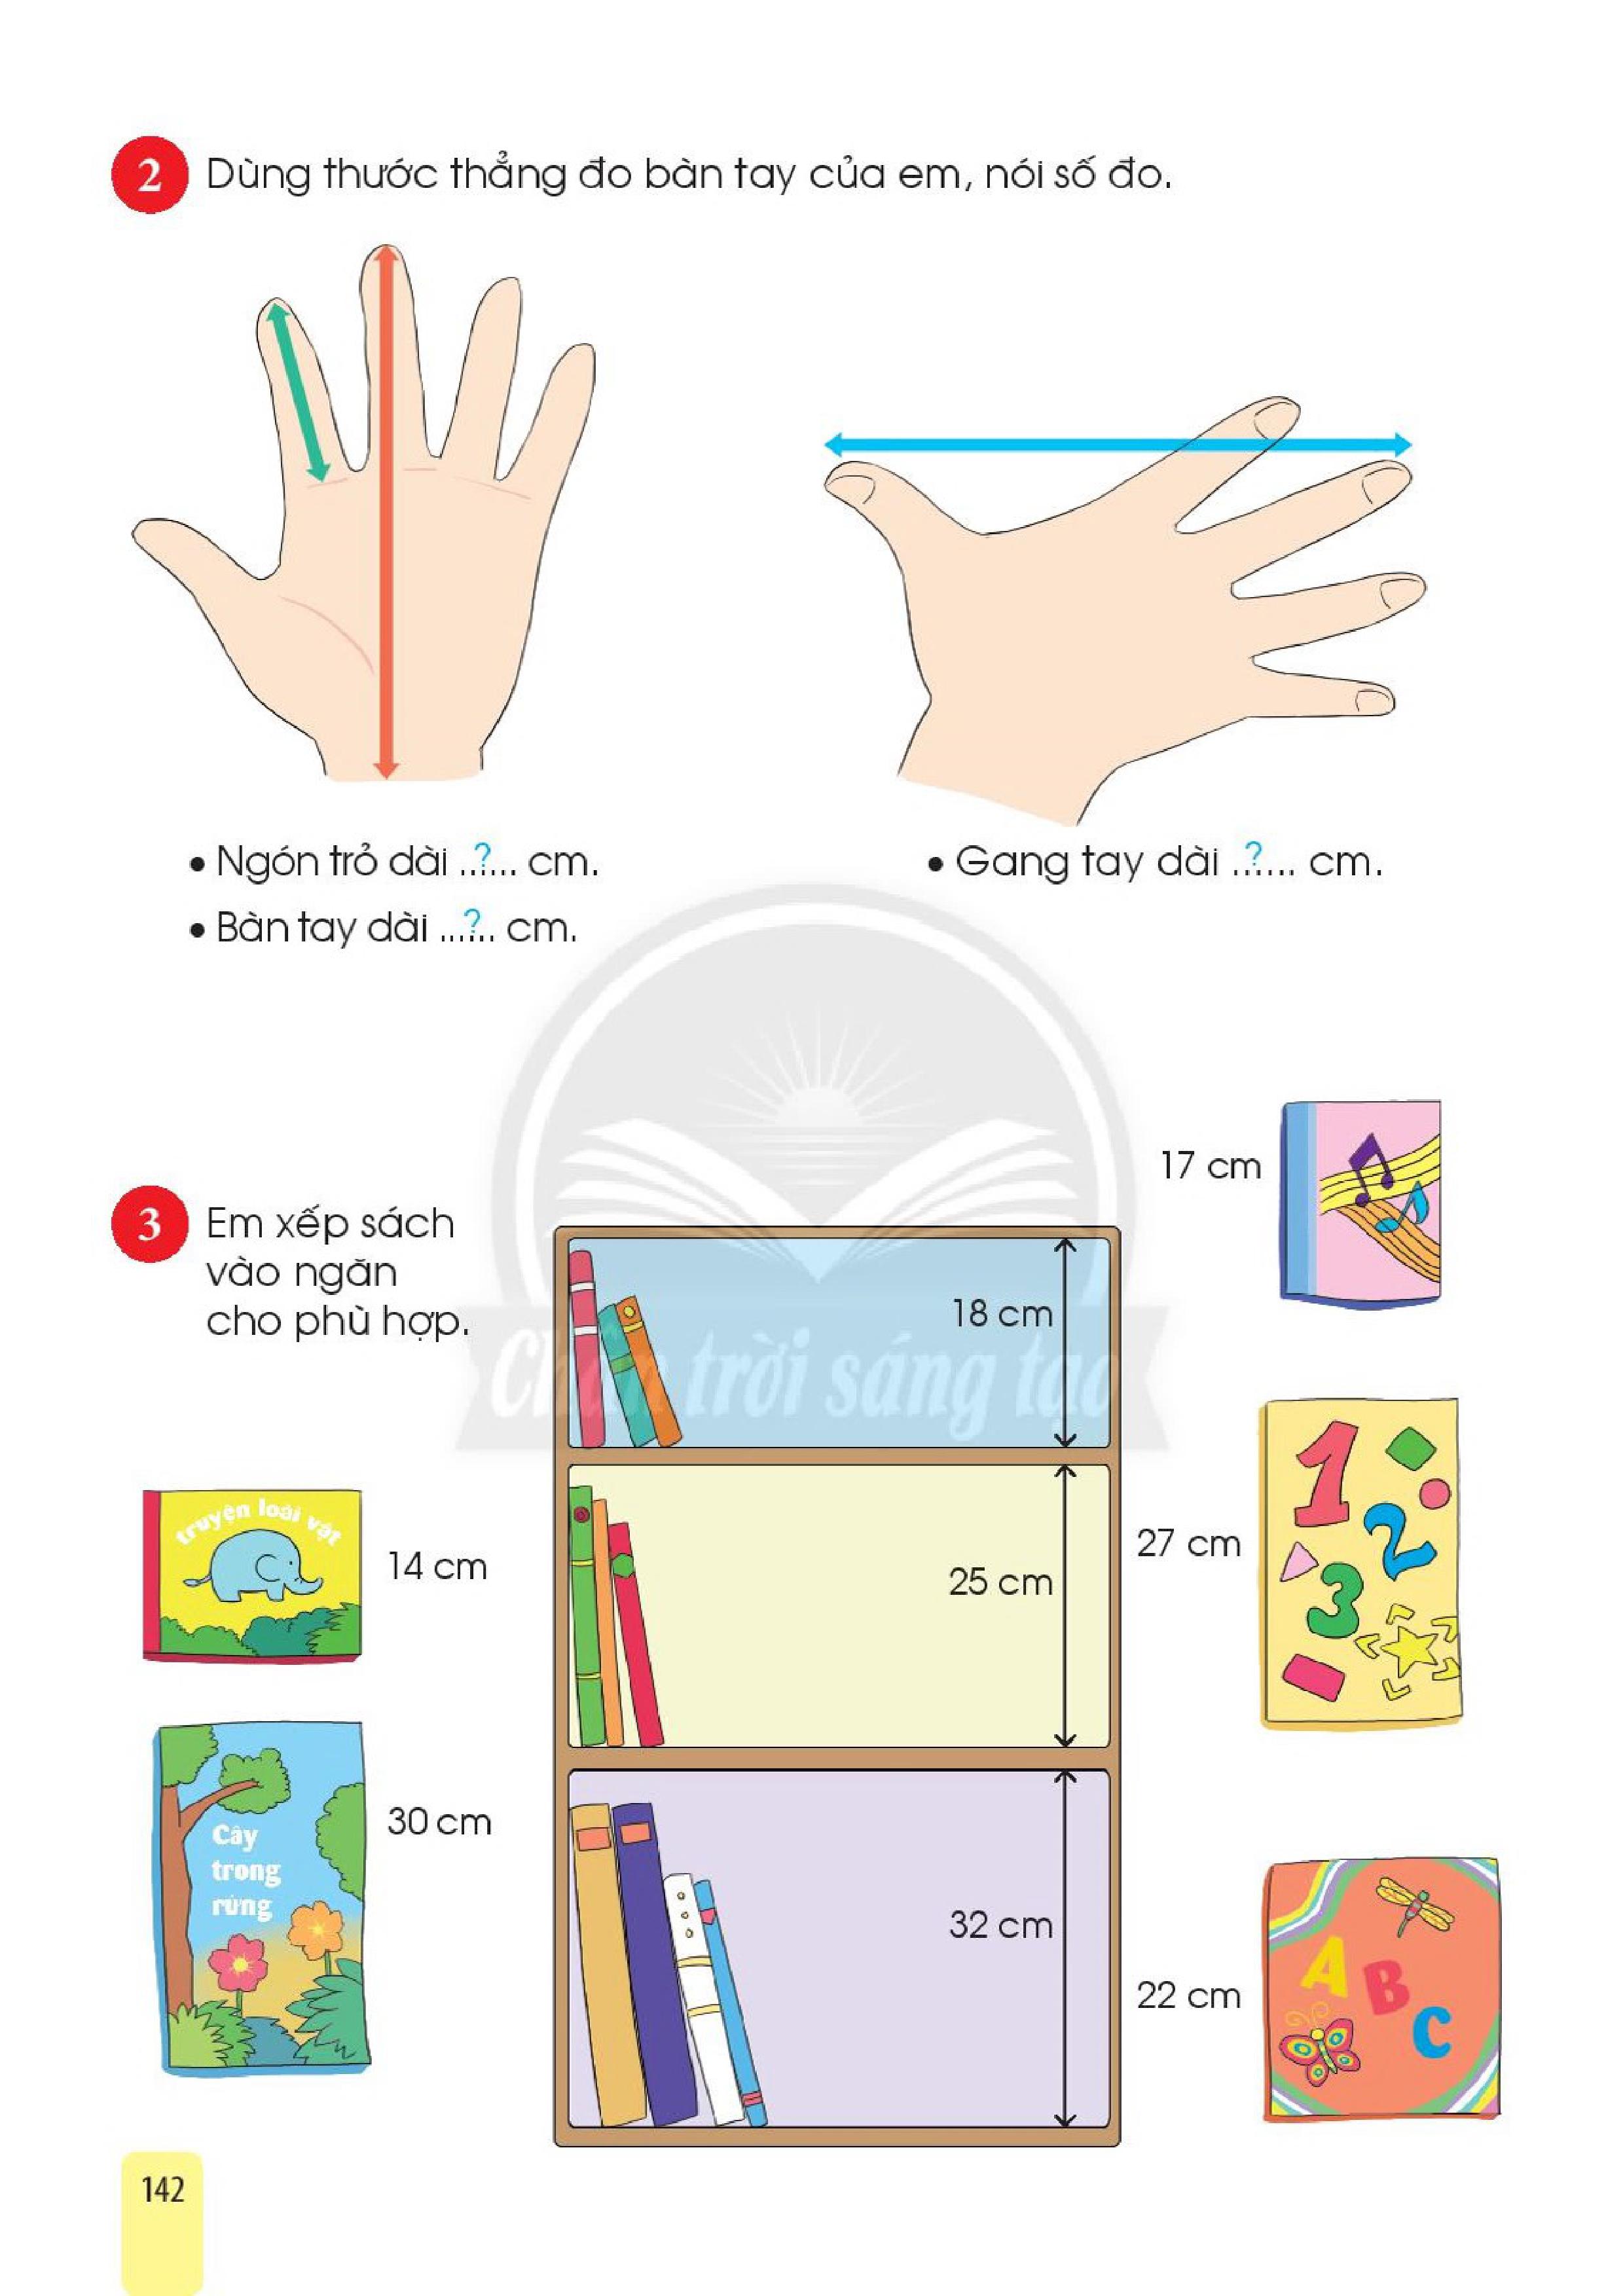 2 Dùng thước thẳng đo bàn tay của em, nói số đo.
• Ngón trỏ dài ..?... cm.
• Gang tay dài ..?... cm.
• Bàn tay dài ...?.. cm.
17 cm
3 Em xếp sách
vào ngăn
cho phù hợp.
18 cm
Chân trời sáng tạo
truyện loài vật
14 cm
25 cm
27 cm
1
2
3
Cây
trong
rừng
30 cm
32 cm
22 cm
A
B
C
142